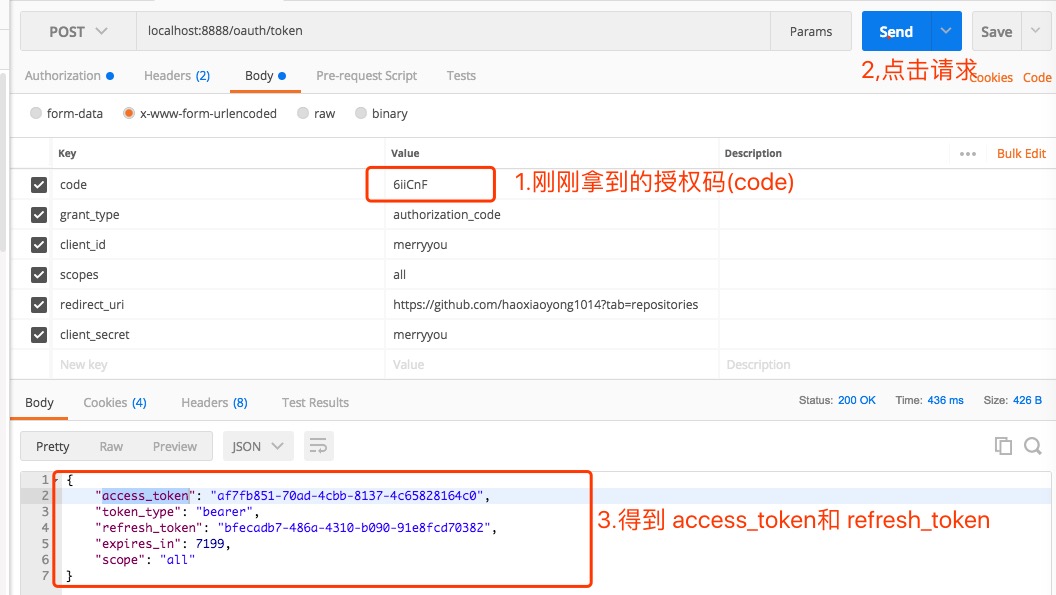 POST localhost:8888/oauth/token Params Send Save
Authorization Headers (2) Body Pre-request Script Tests Cookies Code
2,点击请求
form-data x-www-form-urlencoded raw binary
Key Value Description Bulk Edit
code 6iiCnF 1.刚刚拿到的授权码(code)
grant_type authorization_code
client_id merryyou
scopes all
redirect_uri https://github.com/haoxiaoyong1014?tab=repositories
client_secret merryyou
New key Value Description
Body Cookies (4) Headers (8) Test Results Status: 200 OK Time: 436 ms Size: 426 B
Pretty Raw Preview JSON
1 {
2 "access_token": "af7fb851-70ad-4cbb-8137-4c65828164c0",
3 "token_type": "bearer",
4 "refresh_token": "bfecadb7-486a-4310-b090-91e8fcd70382",
5 "expires_in": 7199,
6 "scope": "all"
7 }
3.得到 access_token和 refresh_token